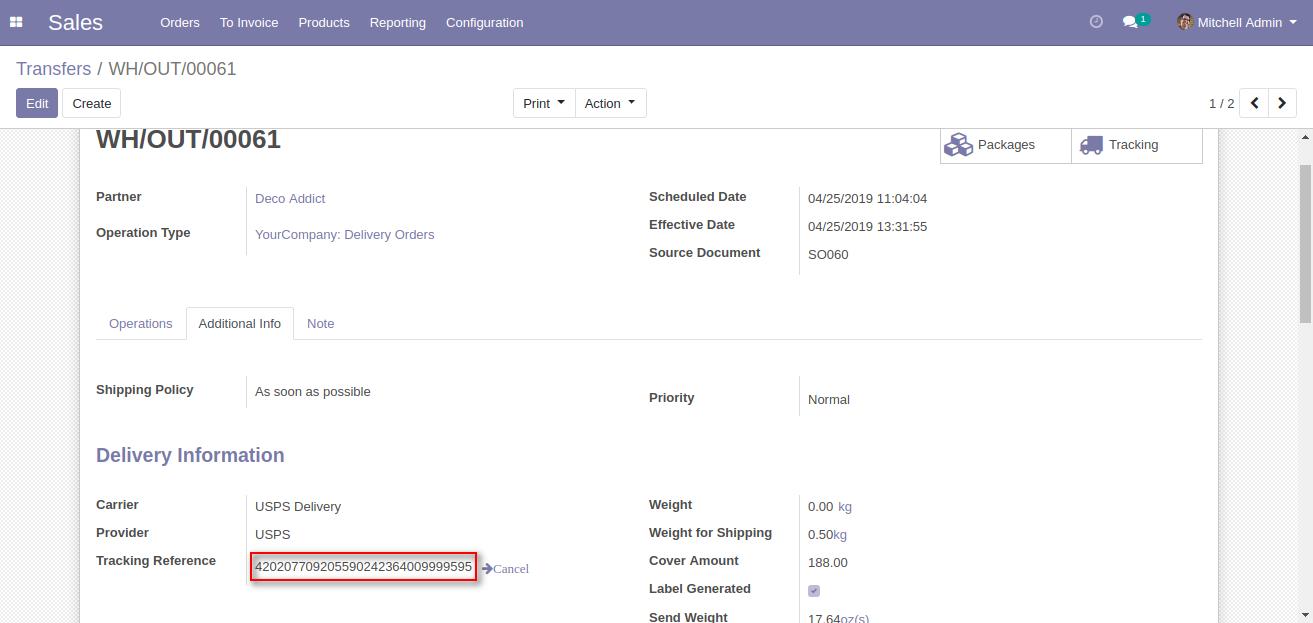 Sales Orders To Invoice Products Reporting Configuration 1 Mitchell Admin
Transfers / WH/OUT/00061
Edit Create Print Action 1 / 2
WH/OUT/00061
Packages Tracking
Partner Deco Addict Scheduled Date 04/25/2019 11:04:04
Operation Type YourCompany: Delivery Orders Effective Date 04/25/2019 13:31:55
Source Document SO060
Operations Additional Info Note
Shipping Policy As soon as possible Priority Normal
Delivery Information
Carrier USPS Delivery Weight 0.00 kg
Provider USPS Weight for Shipping 0.50kg
Tracking Reference 420207709205590242364009999595 Cancel Cover Amount 188.00
Label Generated
Send Weight 17.64oz(s)